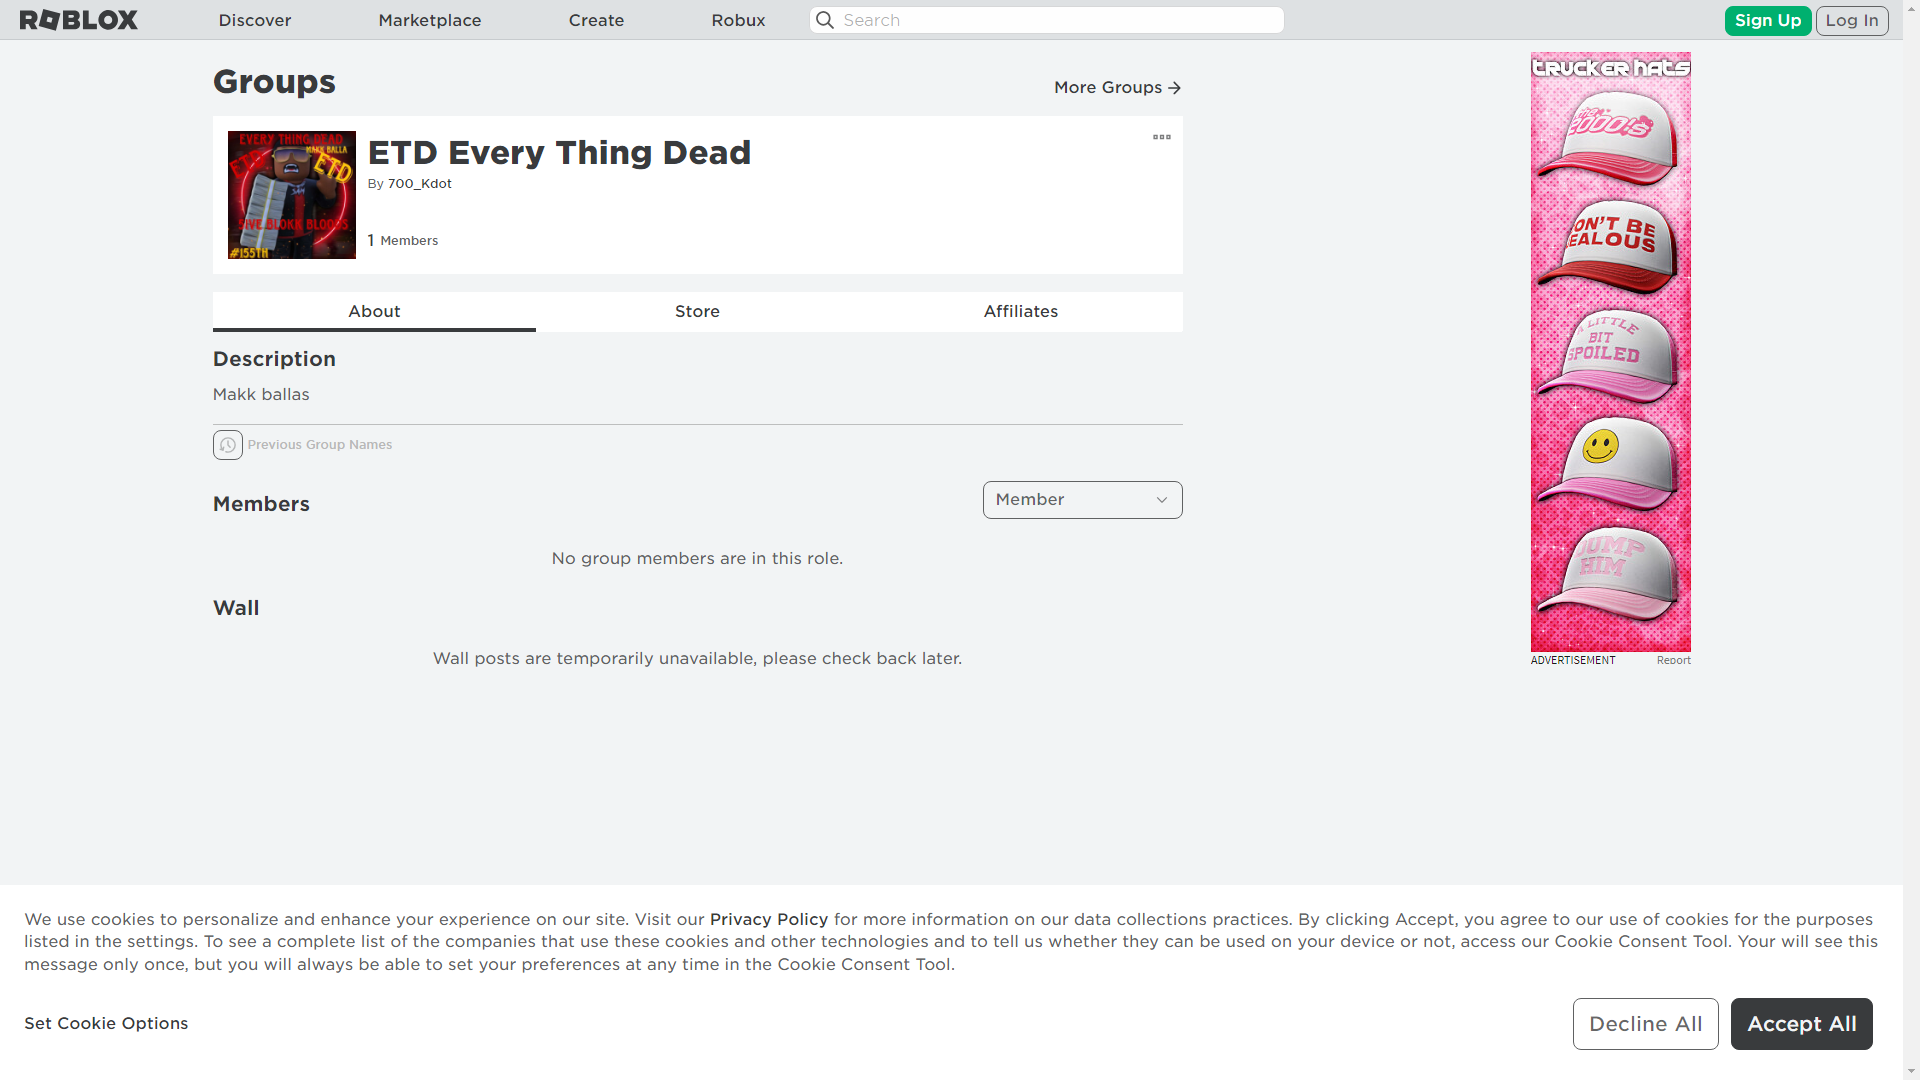 ROBLOX
Discover
Marketplace
Create
Robux
Search
Sign Up
Log In
Groups
More Groups
EVERY THING DEAD
MAKK BALLA
ETD
ETD
#155TH
ETD Every Thing Dead
By 700_Kdot
1 Members
About
Store
Affiliates
Description
Makk ballas
Previous Group Names
Members
Member
No group members are in this role.
Wall
Wall posts are temporarily unavailable, please check back later.
trucker hats
2000's
BE
BIT
SPOILED
JUMP
HIM
ADVERTISEMENT
Report
We use cookies to personalize and enhance your experience on our site. Visit our Privacy Policy for more information on our data collections practices. By clicking Accept, you agree to our use of cookies for the purposes
listed in the settings. To see a complete list of the companies that use these cookies and other technologies and to tell us whether they can be used on your device or not, access our Cookie Consent Tool. Your will see this
message only once, but you will always be able to set your preferences at any time in the Cookie Consent Tool.
Set Cookie Options
Decline All
Accept All